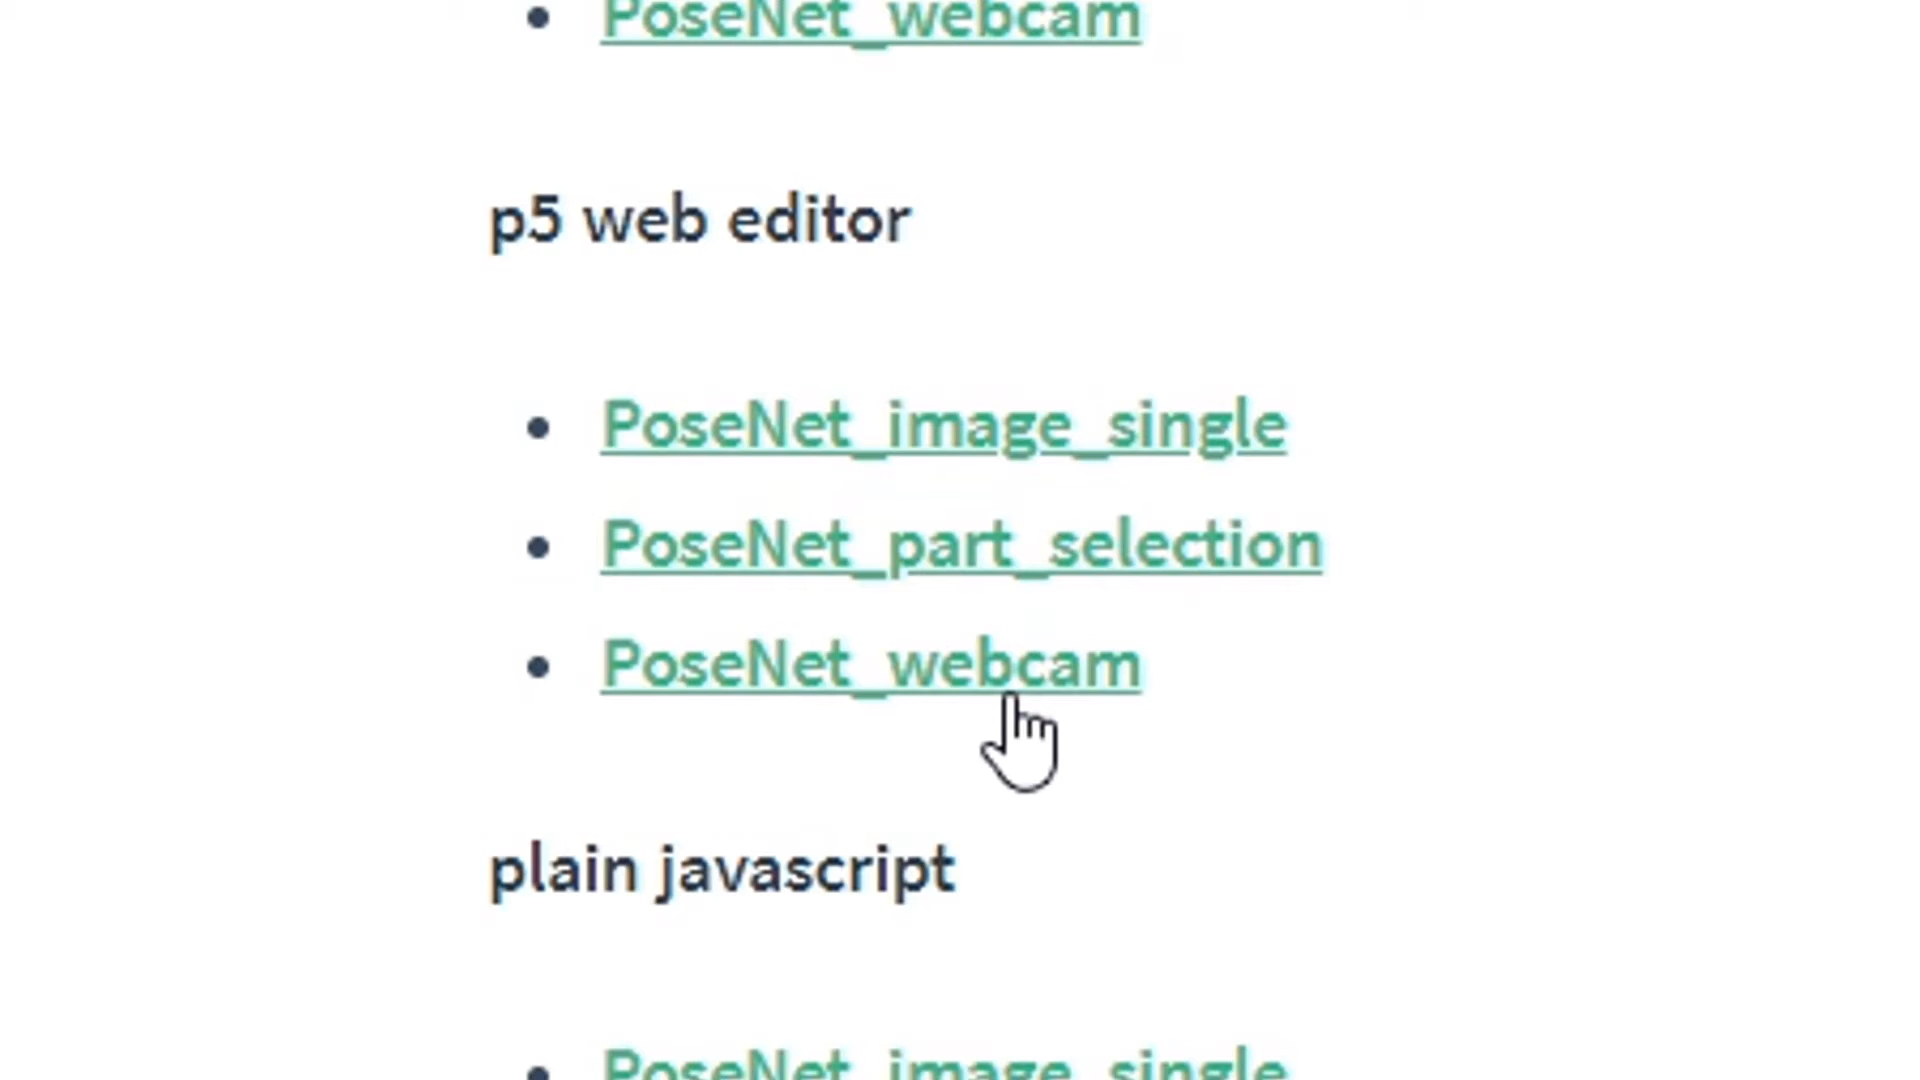 PoseNet_webcam
p5 web editor
PoseNet_image_single
PoseNet_part_selection
PoseNet_webcam
plain javascript
PoseNet_image_single